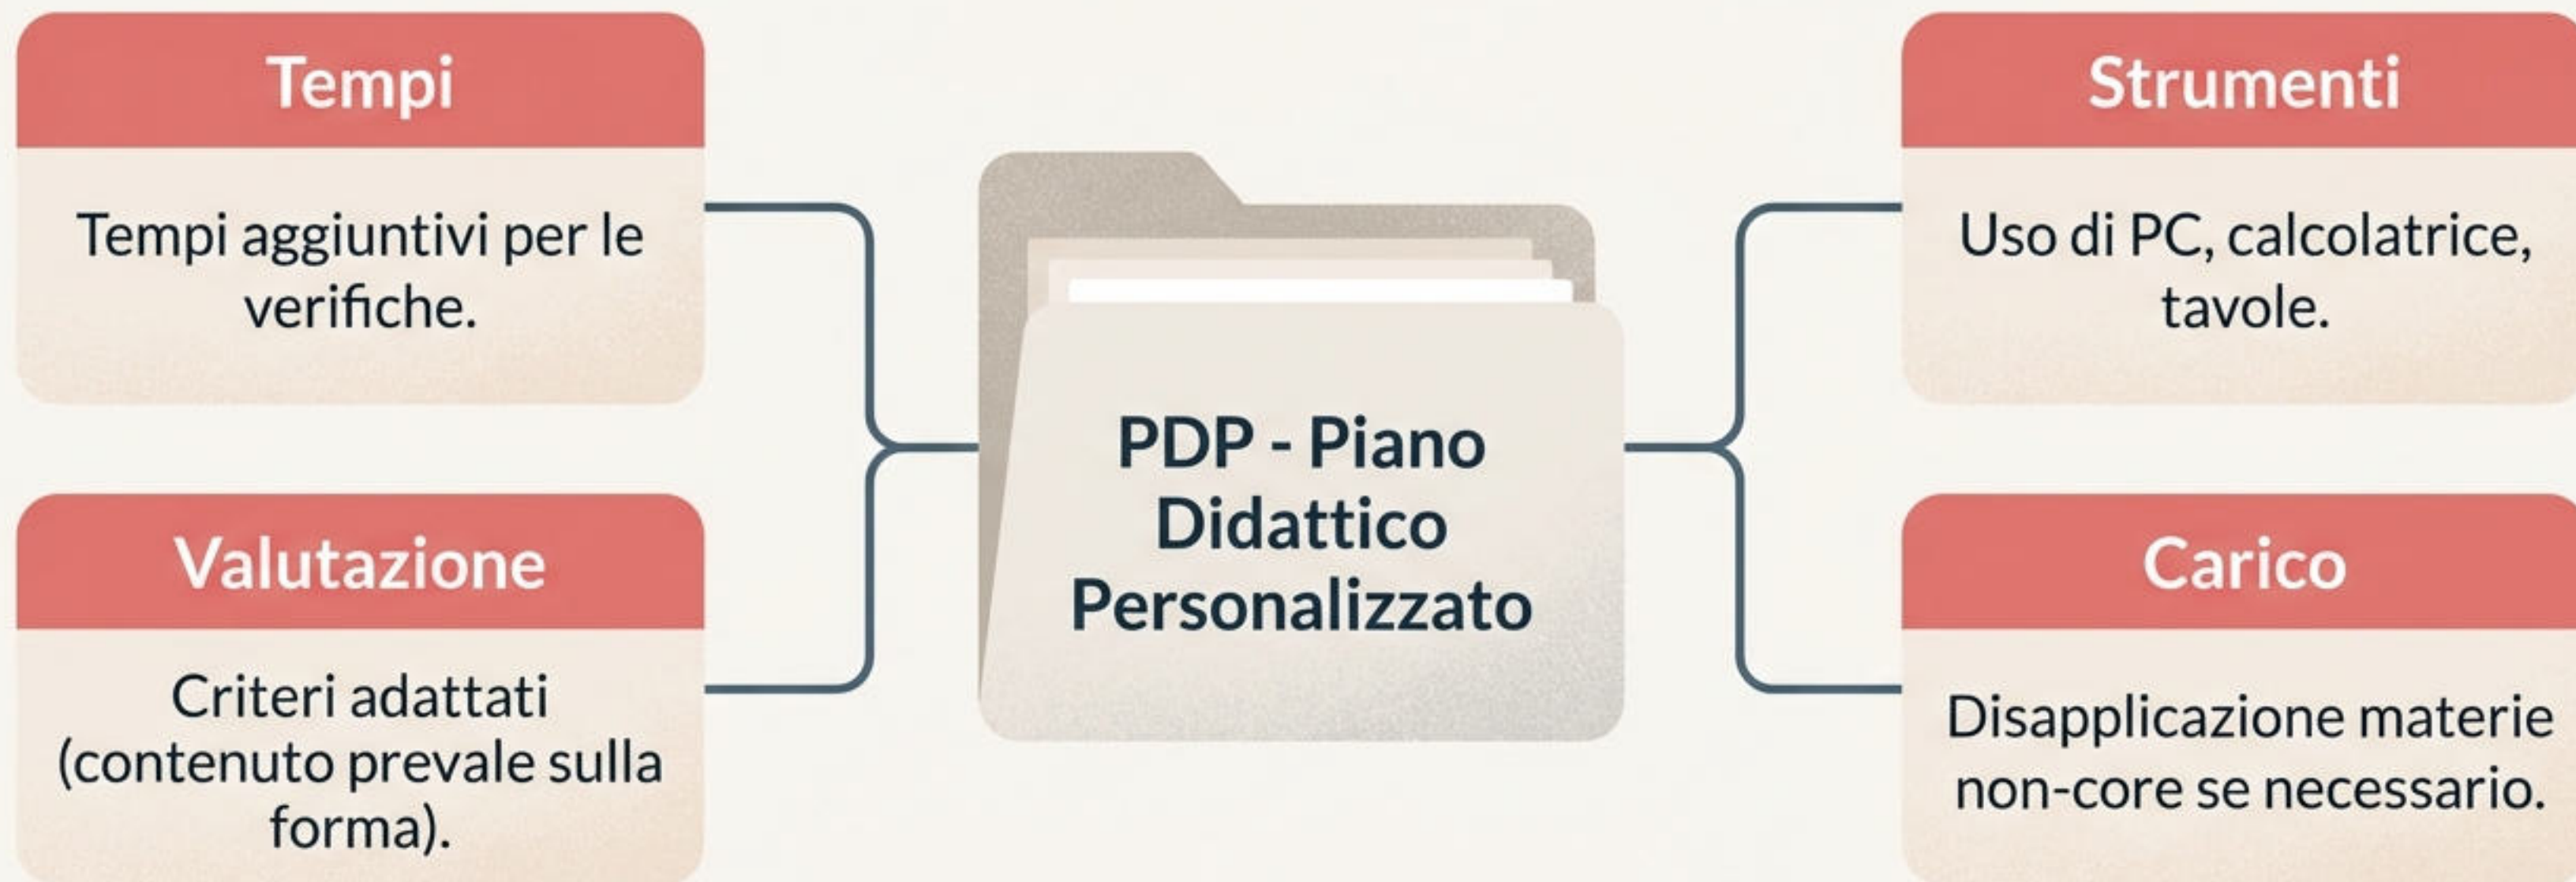 Tempi
Tempi aggiuntivi per le
verifiche.
Valutazione
Criteri adattati
(contenuto prevale sulla
forma).
PDP - Piano
Didattico
Personalizzato
Strumenti
Uso di PC, calcolatrice,
tavole.
Carico
Disapplicazione materie
non-core se necessario.